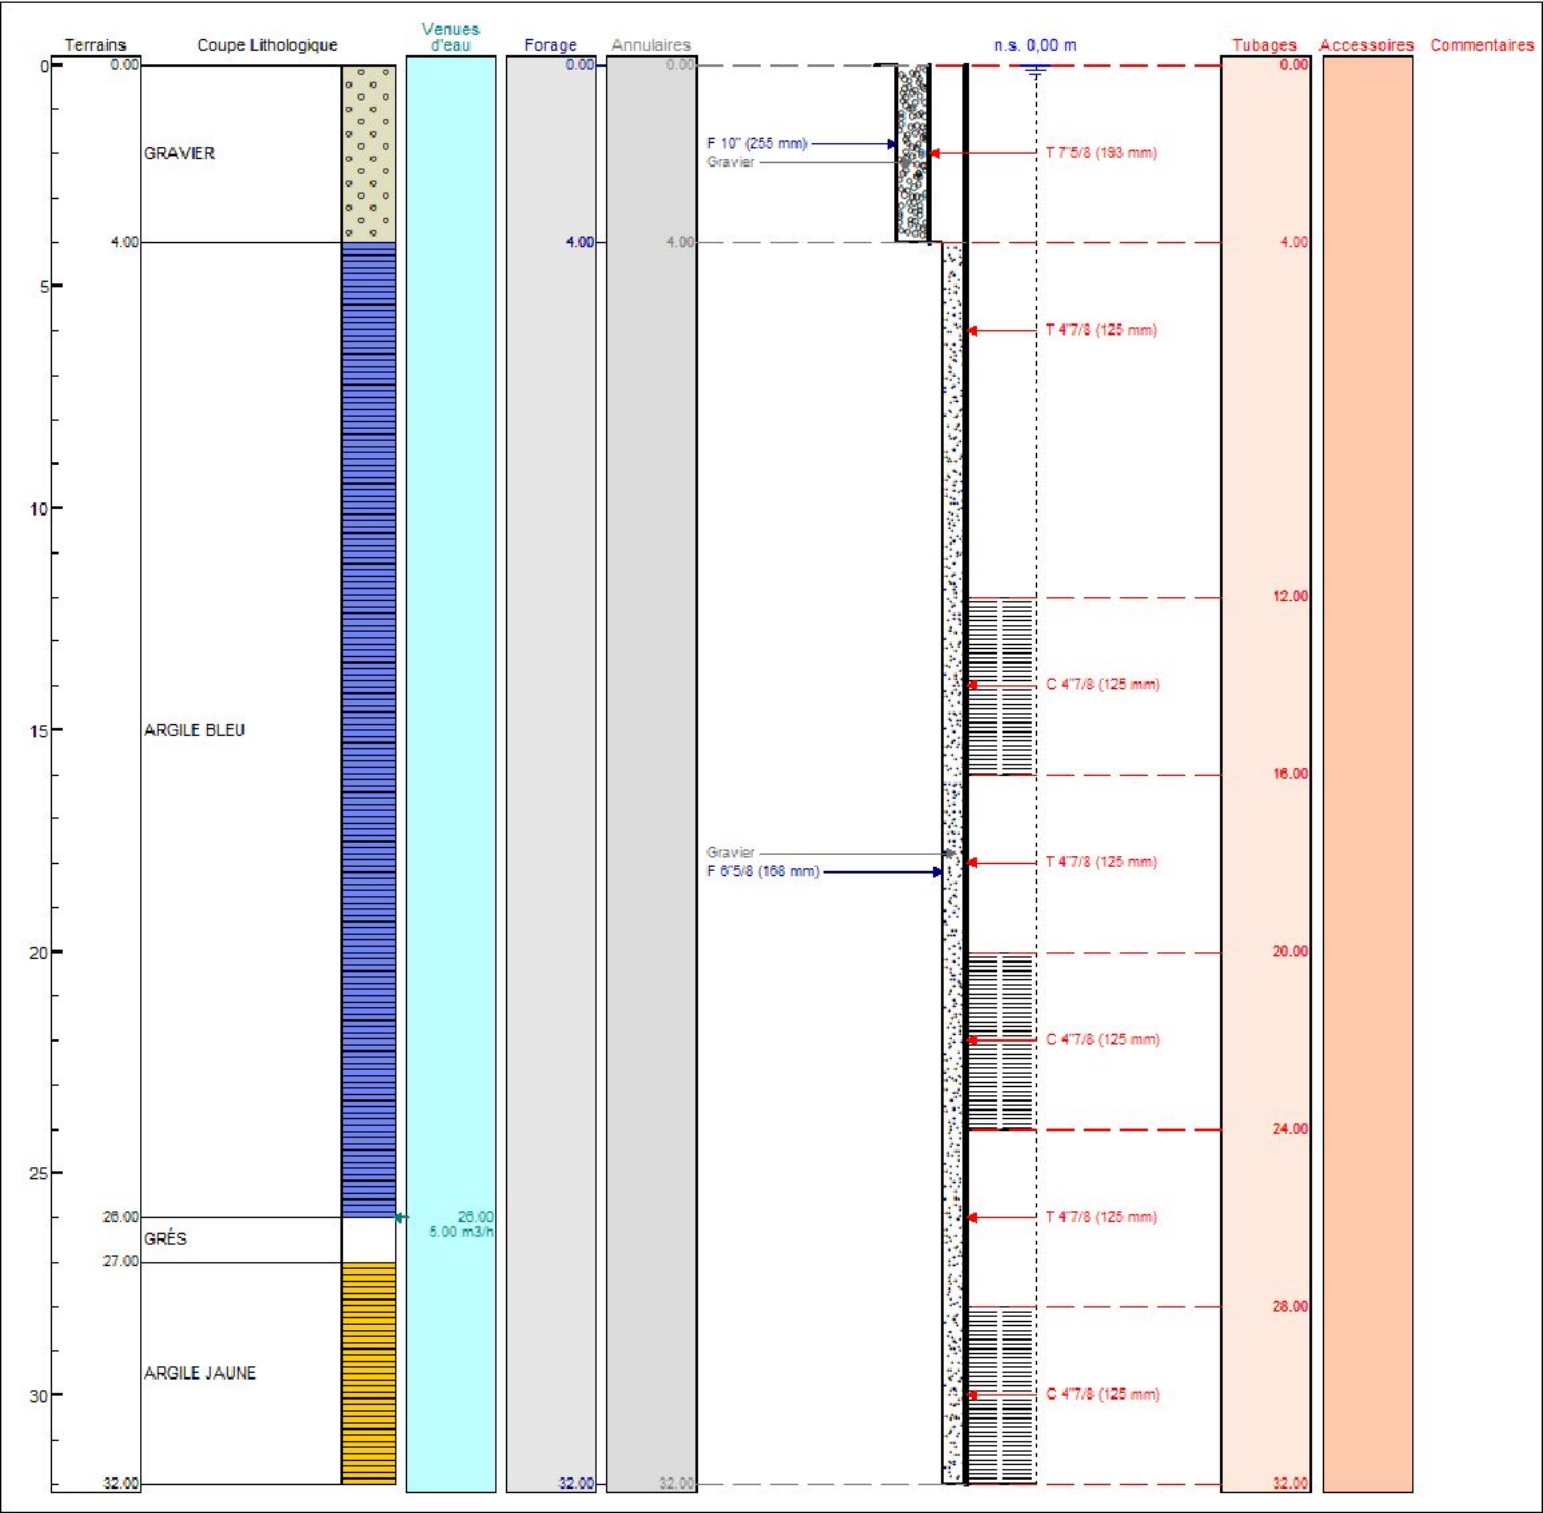 Terrains Coupe Lithologique Venues d'eau Forage Annulaires n.s. 0,00 m Tubages Accessoires Commentaires
0 0.00 0.00 0.00 0.00
F 10" (255 mm)
GRAVIER T 7"5/8 (193 mm)
Gravier
4.00 4.00 4.00 4.00
5
T 4"7/8 (125 mm)
10
12.00
C 4"7/8 (125 mm)
15 ARGILE BLEU
16.00
Gravier
T 4"7/8 (125 mm)
F 6"5/8 (168 mm)
20 20.00
C 4"7/8 (125 mm)
24.00
25
26.00 26.00 T 4"7/8 (125 mm)
5.00 m3/h
GRÉS
27.00
28.00
ARGILE JAUNE
30 C 4"7/8 (125 mm)
32.00 32.00 32.00 32.00